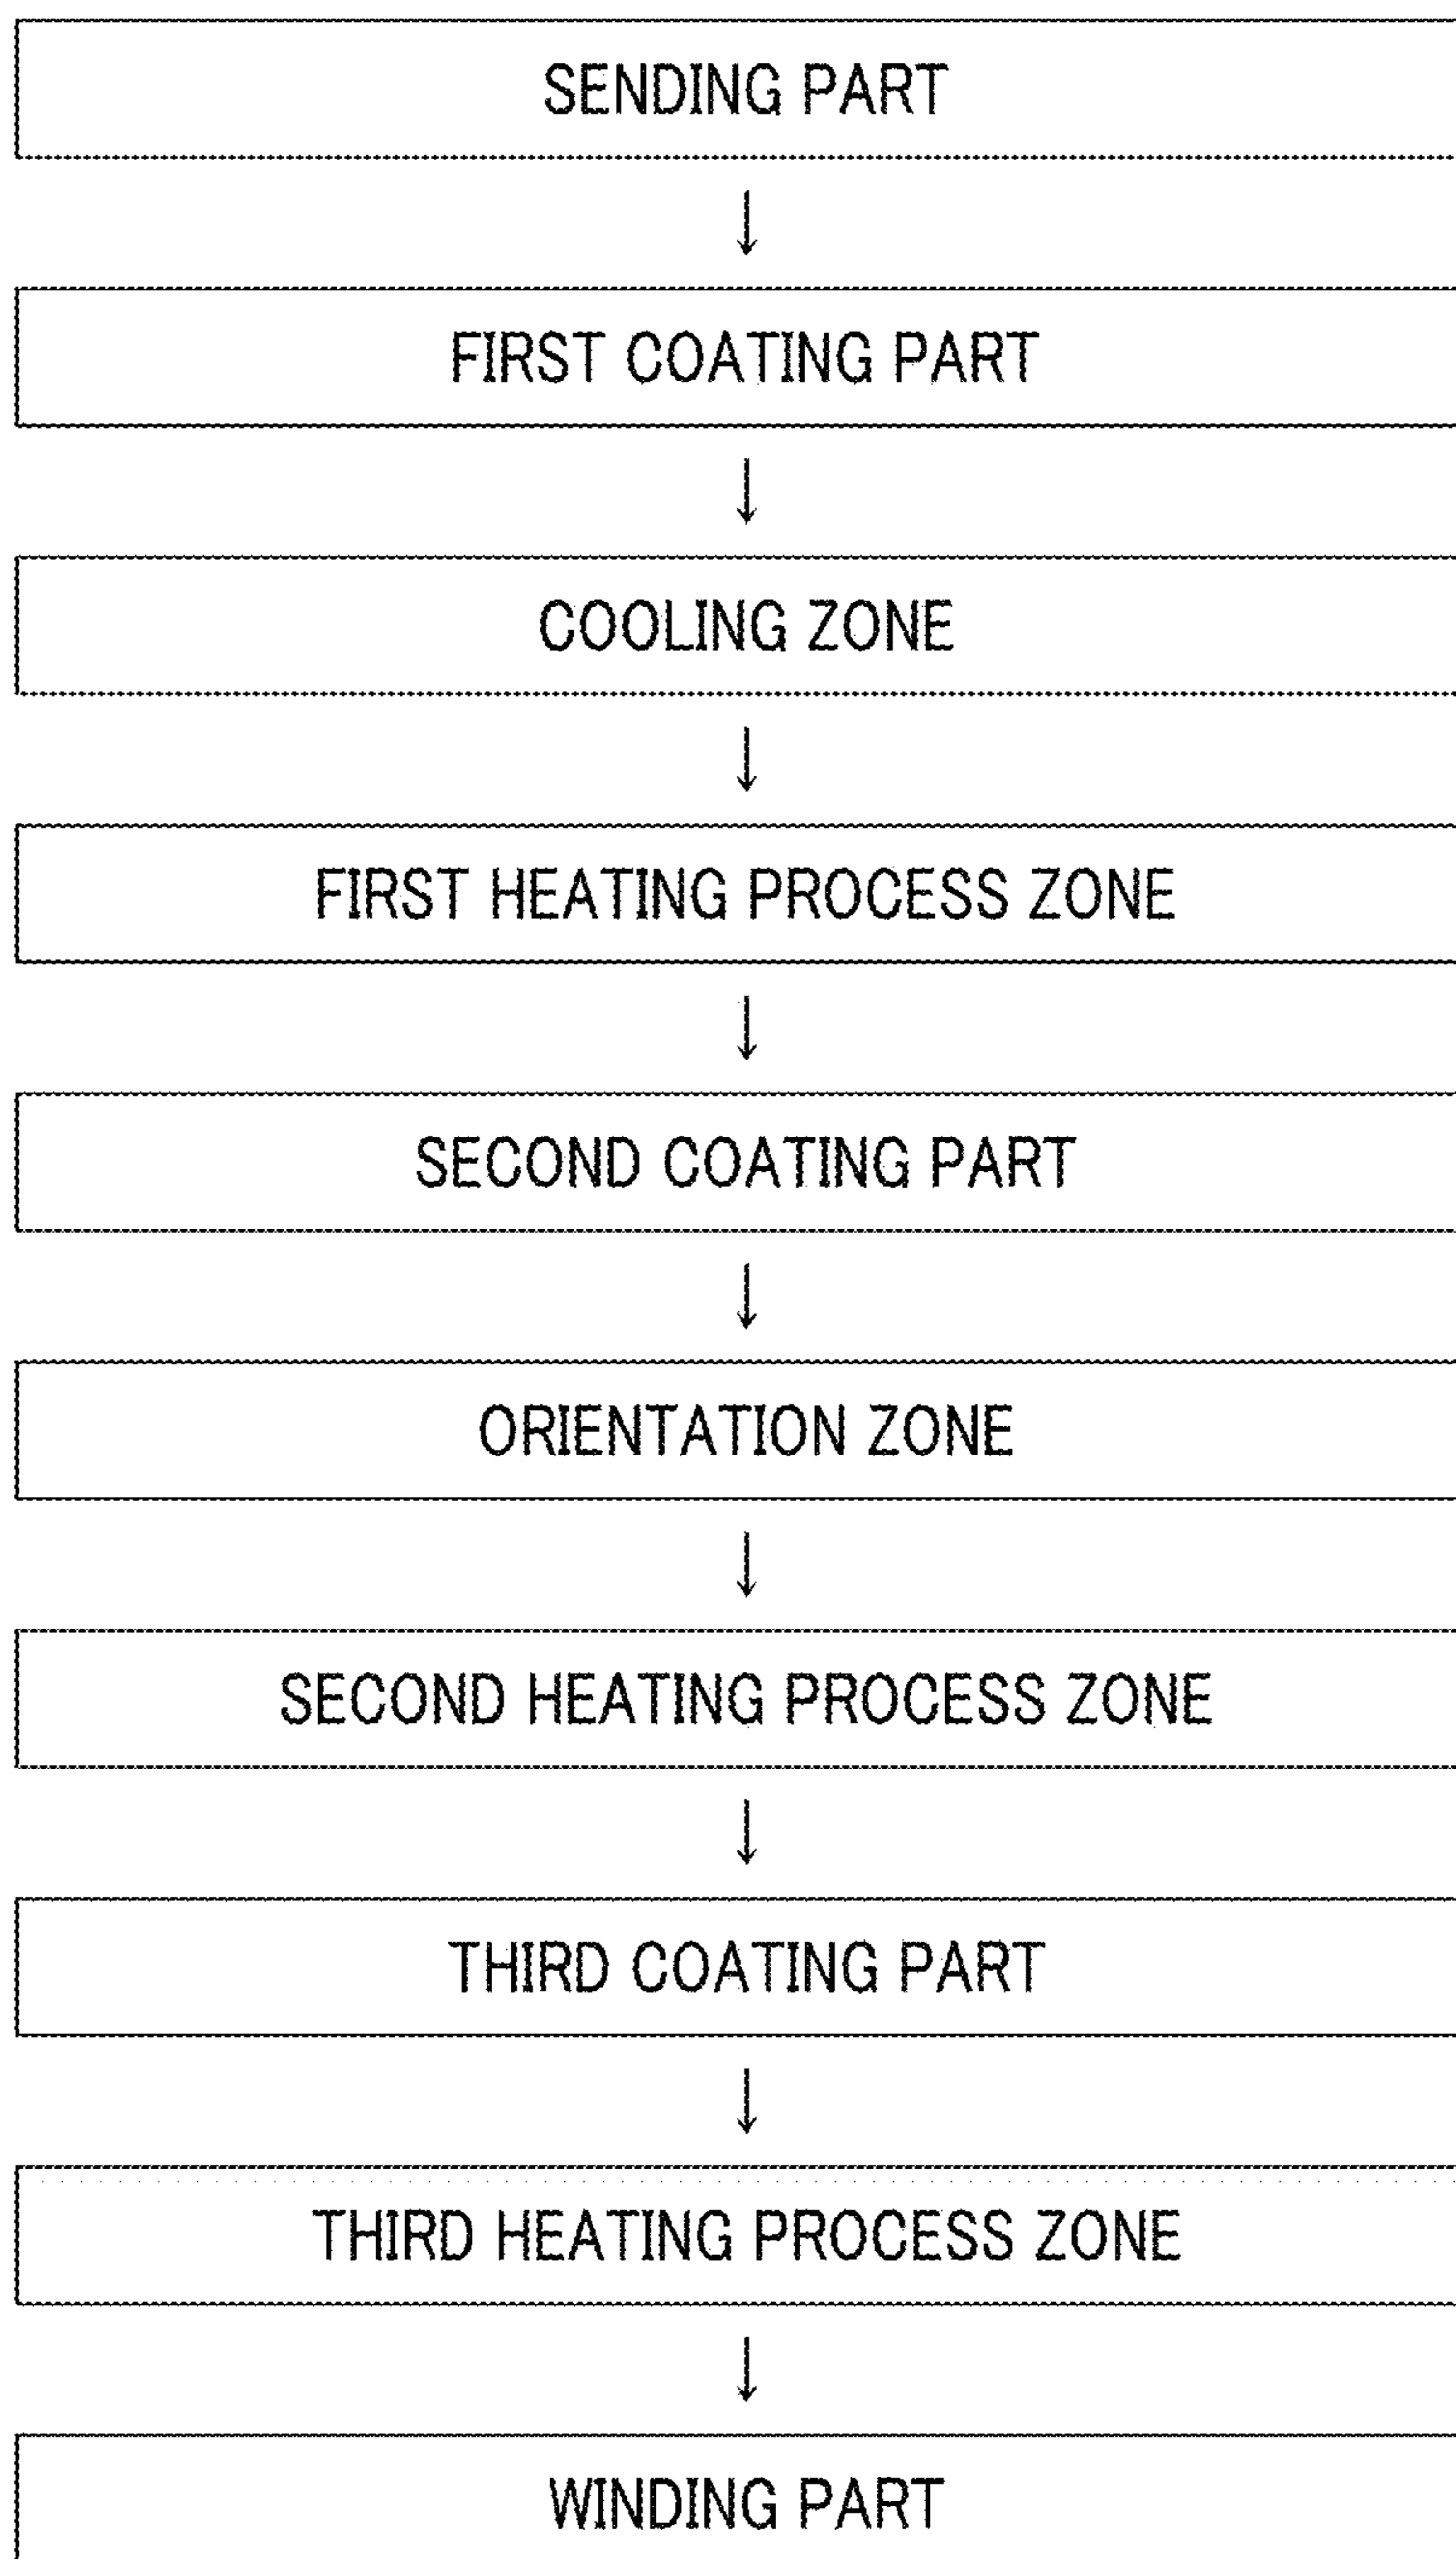 SENDING PART
↓
FIRST COATING PART
↓
COOLING ZONE
↓
FIRST HEATING PROCESS ZONE
↓
SECOND COATING PART
↓
ORIENTATION ZONE
↓
SECOND HEATING PROCESS ZONE
↓
THIRD COATING PART
↓
THIRD HEATING PROCESS ZONE
↓
WINDING PART